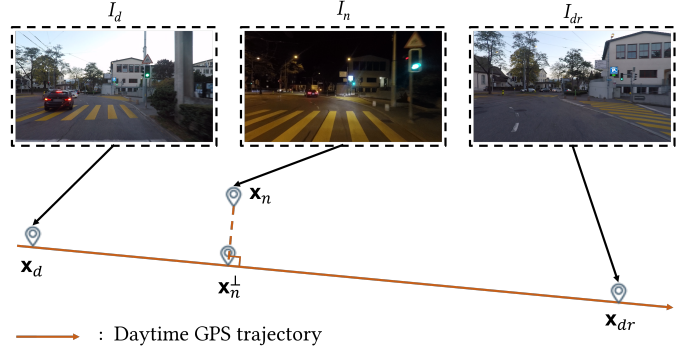 I_d I_n I_dr
x_n
x_d x_n^⊥
x_dr
: Daytime GPS trajectory